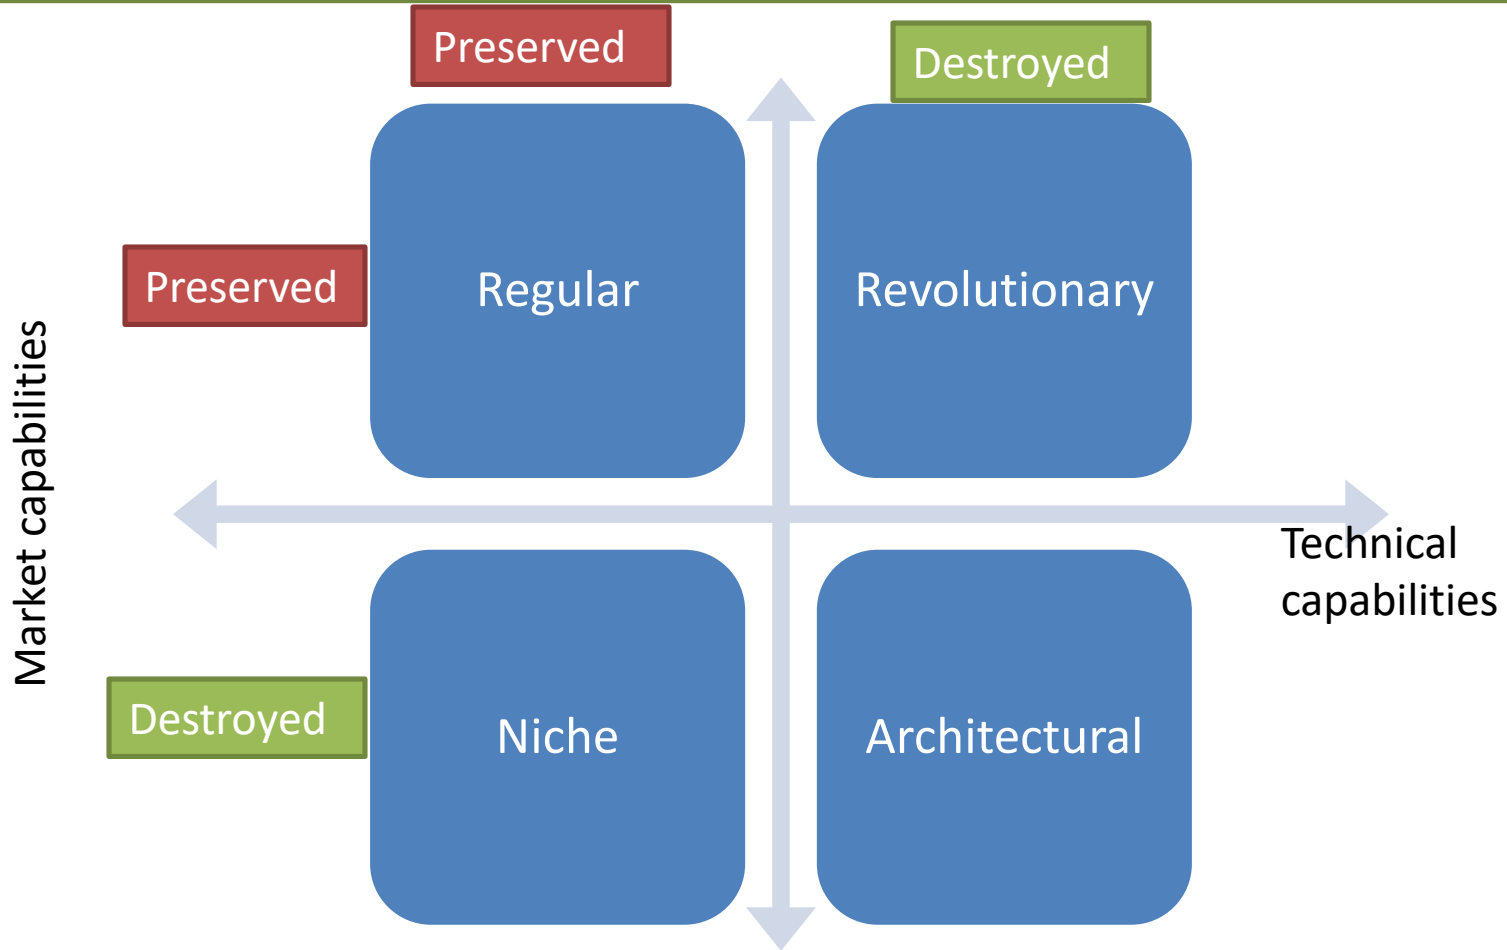 Preserved
Destroyed
Preserved
Regular
Revolutionary
Market capabilities
Technical
capabilities
Destroyed
Niche
Architectural